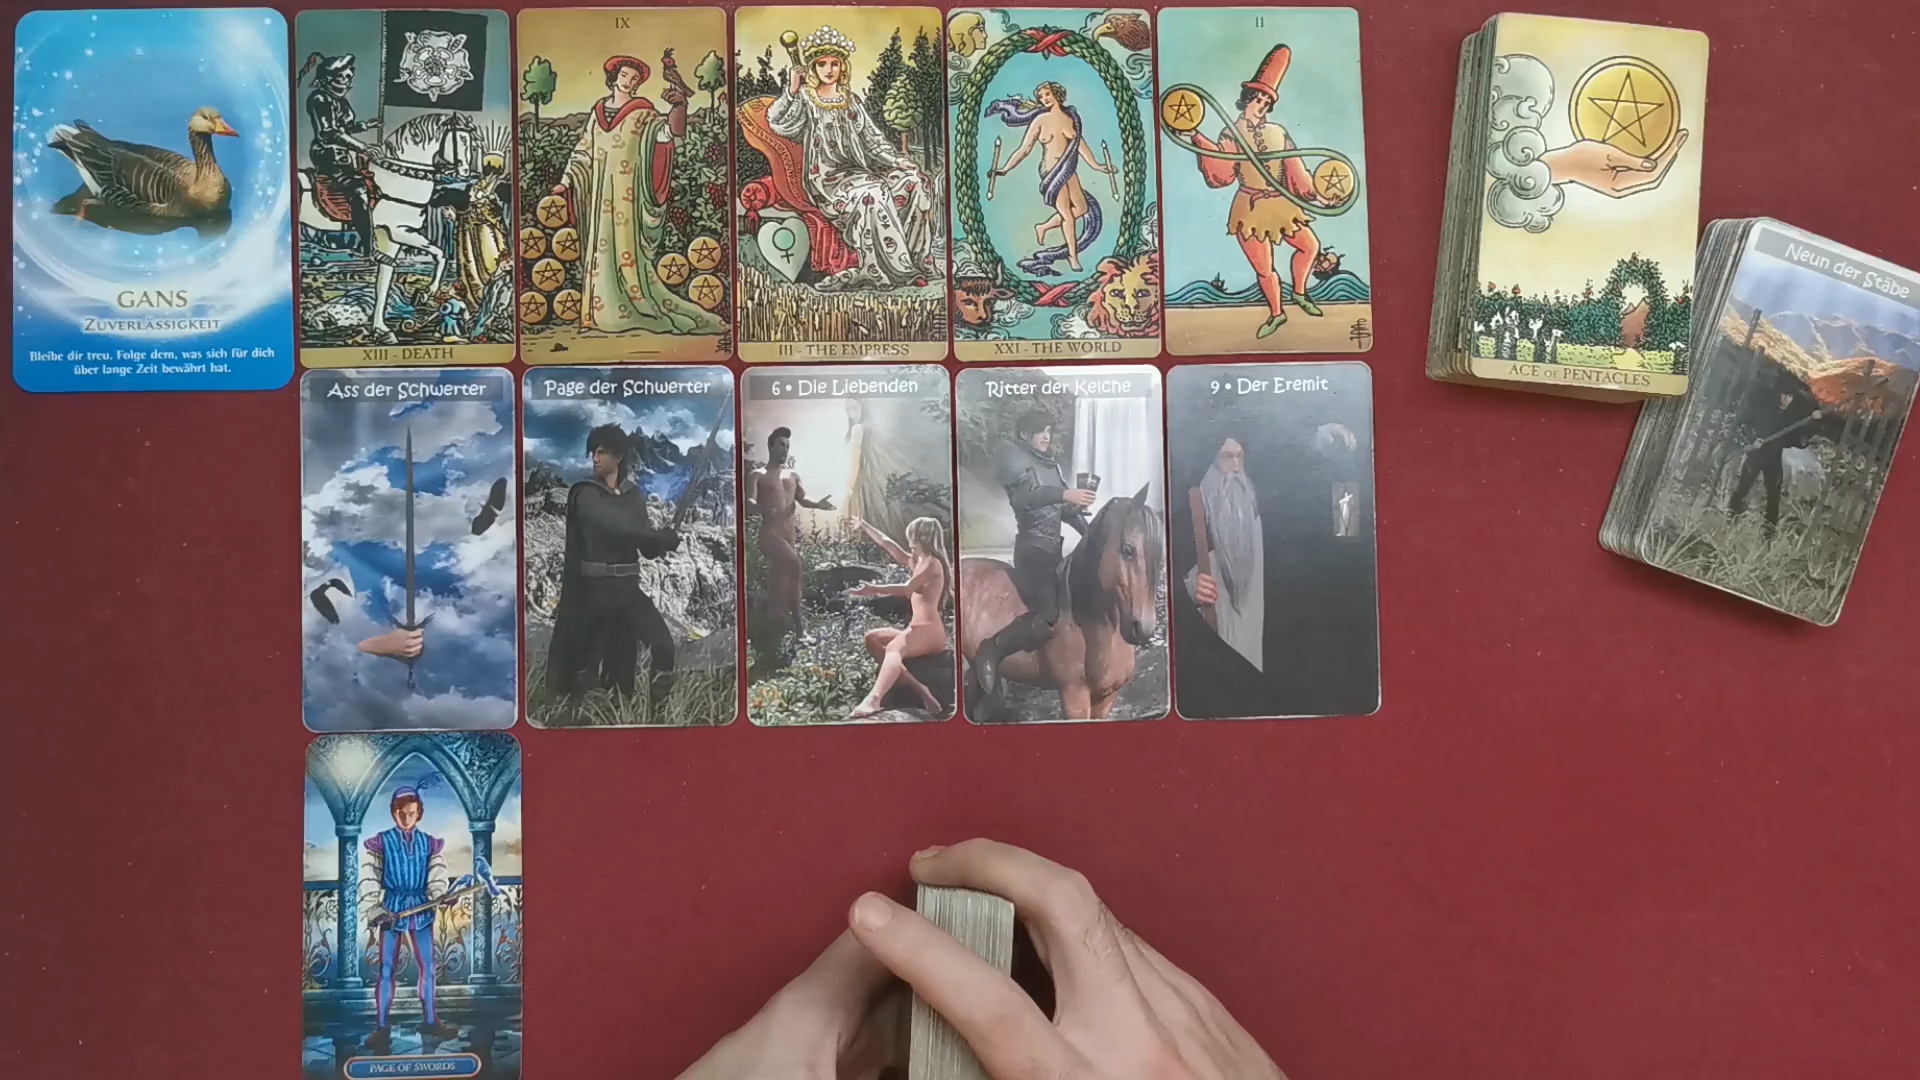 GANS
ZUVERLÄSSIGKEIT
Bleibe dir treu. Folge dem, was sich für dich
über lange Zeit bewährt hat.
XIII - DEATH
IX
III - THE EMPRESS
XXI - THE WORLD
II
ACE OF PENTACLES
Neun der Stäbe
Ass der Schwerter
Page der Schwerter
6 • Die Liebenden
Ritter der Kelche
9 • Der Eremit
PAGE OF SWORDS